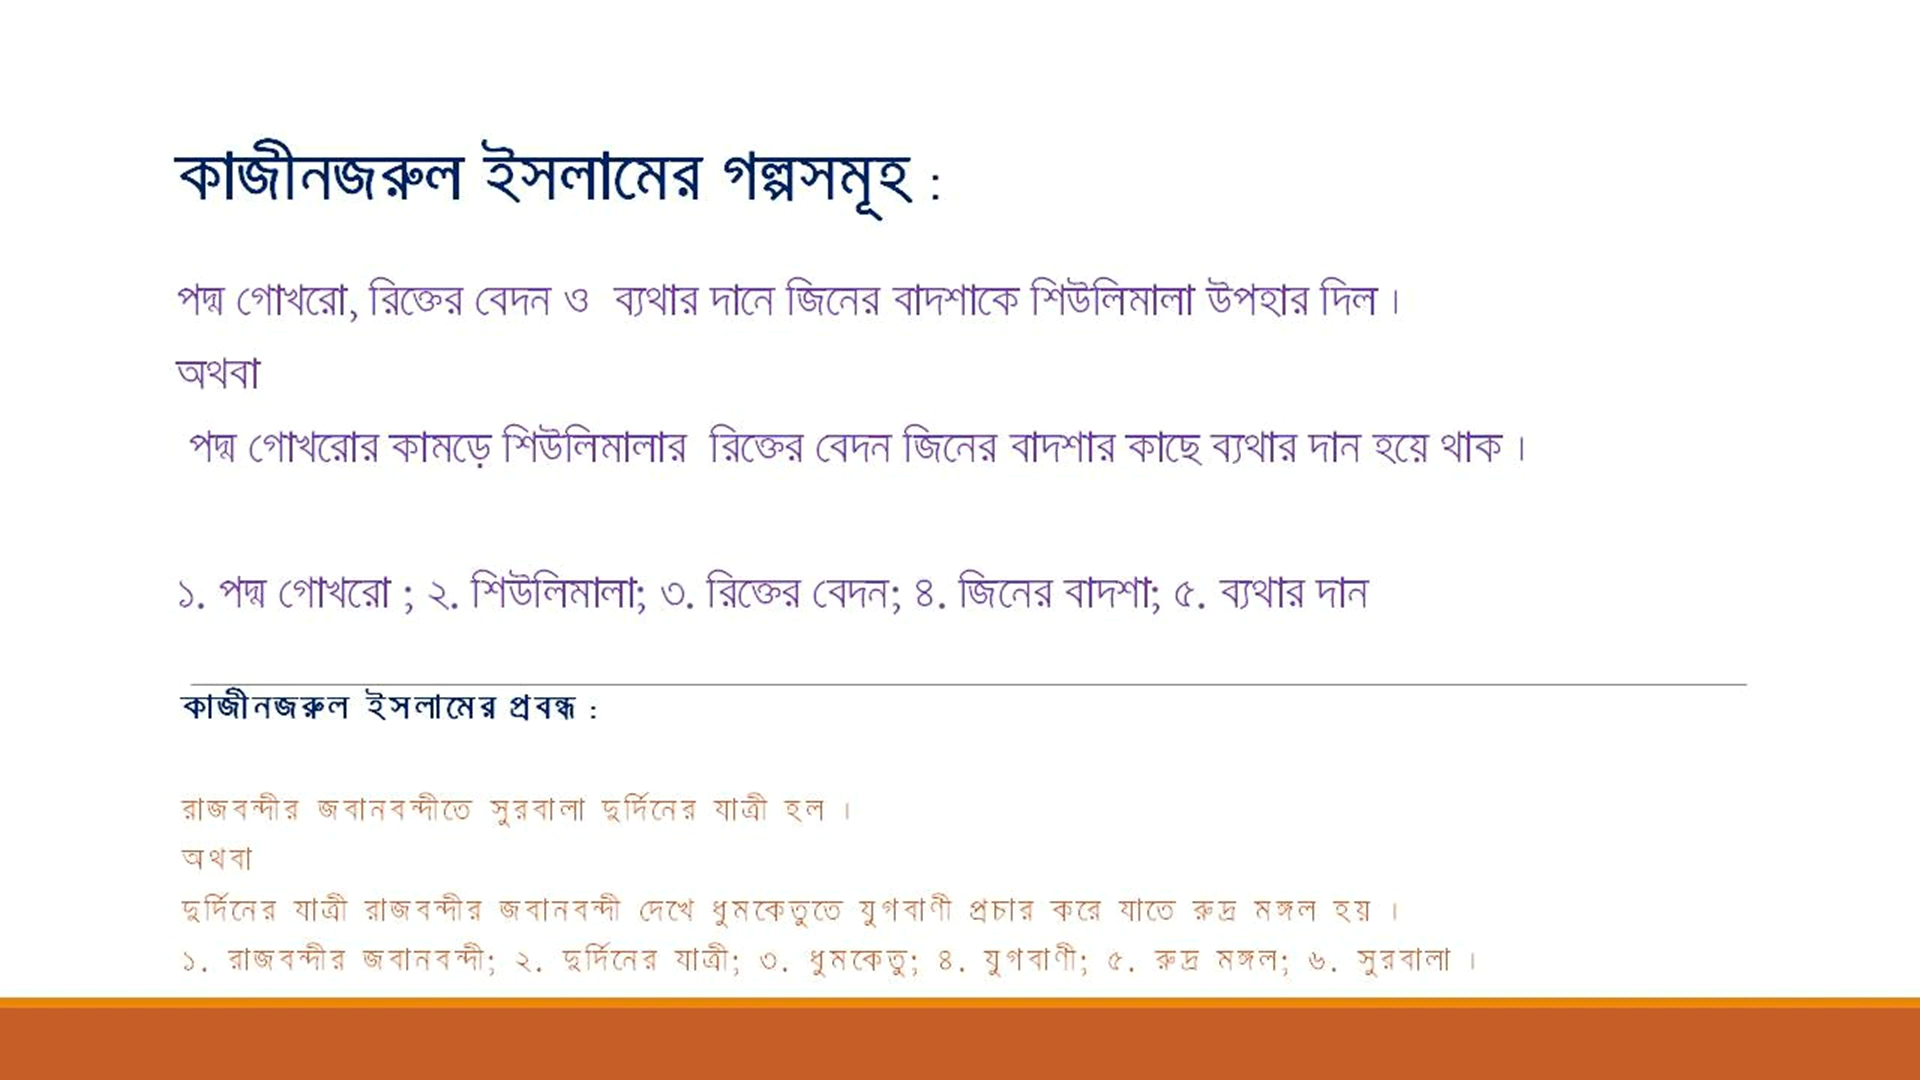 কাজীনজরুল ইসলামের গল্পসমূহ :
পদ্ম গোখরো, রিক্তের বেদন ও ব্যথার দানে জিনের বাদশাকে শিউলিমালা উপহার দিল ।
অথবা
পদ্ম গোখরোর কামড়ে শিউলিমালার রিক্তের বেদন জিনের বাদশার কাছে ব্যথার দান হয়ে থাক ।
১. পদ্ম গোখরো ; ২. শিউলিমালা; ৩. রিক্তের বেদন; ৪. জিনের বাদশা; ৫. ব্যথার দান
কাজীনজরুল ইসলামের প্রবন্ধ :
রাজবন্দীর জবানবন্দীতে সুরবালা দুর্দিনের যাত্রী হল ।
অথবা
দুর্দিনের যাত্রী রাজবন্দীর জবানবন্দী দেখে ধুমকেতুতে যুগবাণী প্রচার করে যাতে রুদ্র মঙ্গল হয় ।
১. রাজবন্দীর জবানবন্দী; ২. দুর্দিনের যাত্রী; ৩. ধুমকেতু; ৪. যুগবাণী; ৫. রুদ্র মঙ্গল; ৬. সুরবালা ।